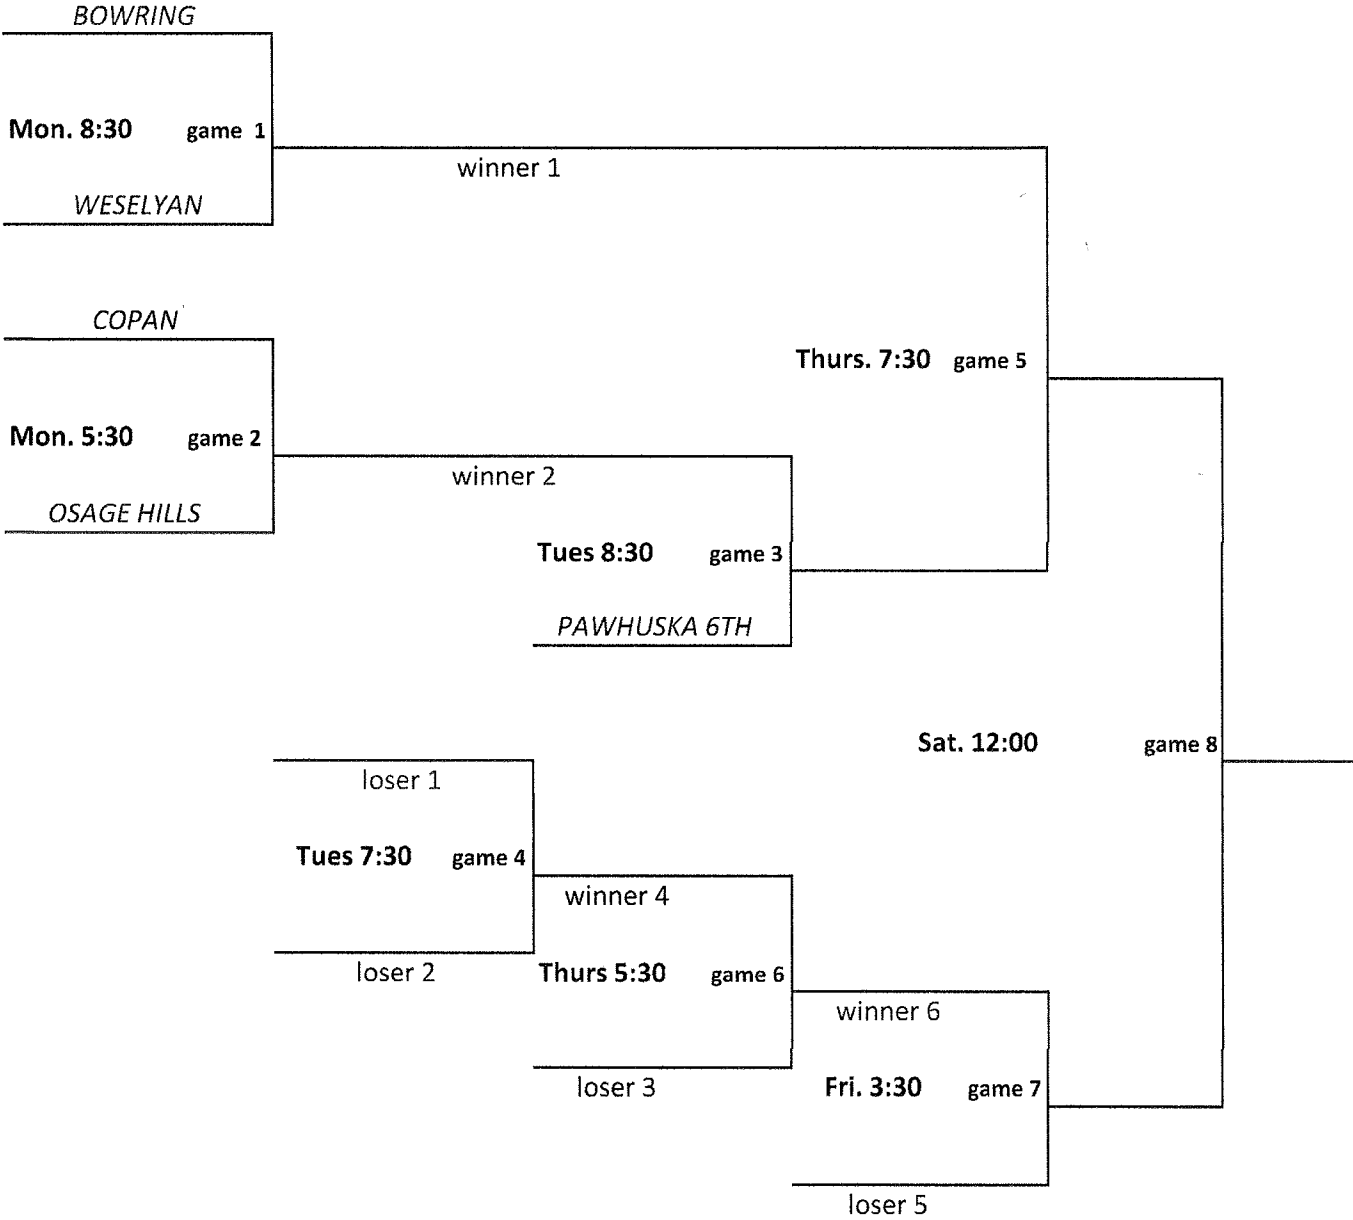 BOWRING
Mon. 8:30 game 1
winner 1
WESELYAN
COPAN
Thurs. 7:30 game 5
Mon. 5:30 game 2
winner 2
OSAGE HILLS
Tues 8:30 game 3
PAWHUSKA 6TH
Sat. 12:00 game 8
loser 1
Tues 7:30 game 4
winner 4
loser 2
Thurs 5:30 game 6
winner 6
loser 3
Fri. 3:30 game 7
loser 5